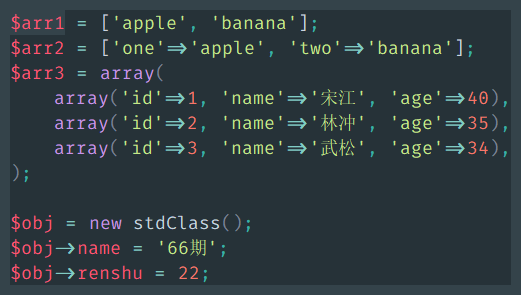 $arr1 = ['apple', 'banana'];
$arr2 = ['one'=>'apple', 'two'=>'banana'];
$arr3 = array(
    array('id'=>1, 'name'=>'宋江', 'age'=>40),
    array('id'=>2, 'name'=>'林冲', 'age'=>35),
    array('id'=>3, 'name'=>'武松', 'age'=>34),
);
$obj = new stdClass();
$obj->name = '66期';
$obj->renshu = 22;